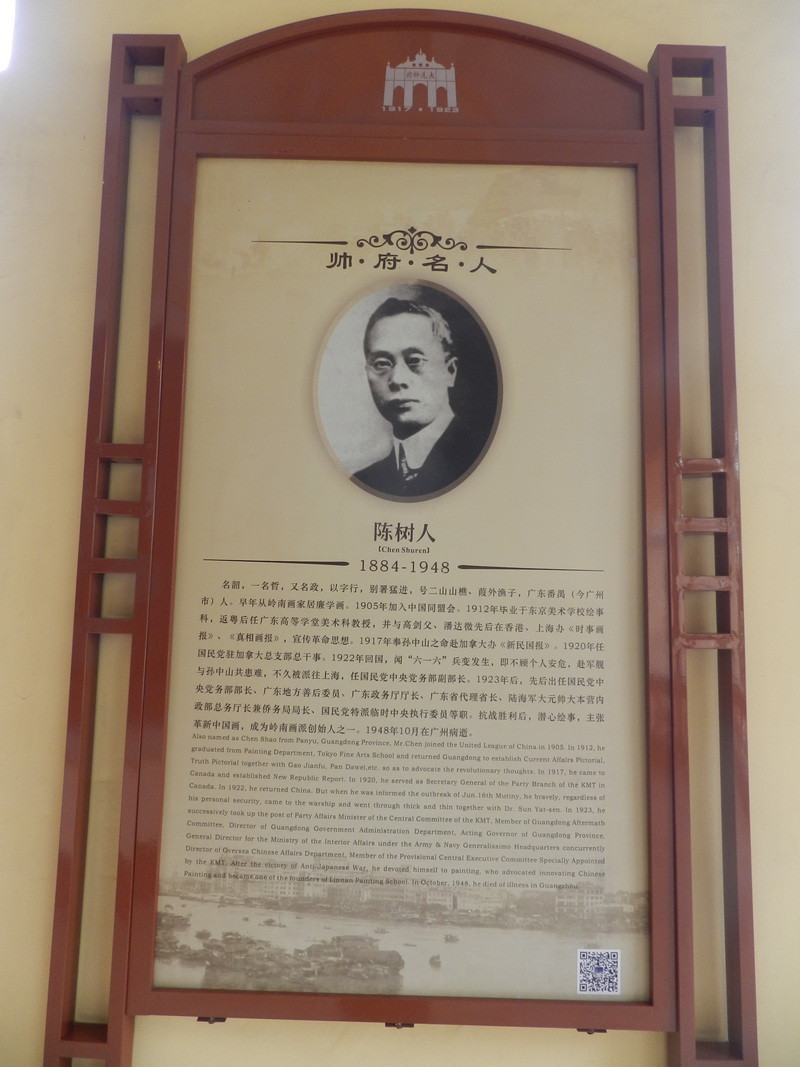 大元帥府
1917 • 1923
帅·府·名·人
陈树人
[Chen Shuren]
1884-1948
名韶，一名哲，又名政，以字行，别署猛进，号二山山樵、葭外渔子，广东番禺（今广州
市）人。早年从岭南画家居廉学画。1905年加入中国同盟会。1912年毕业于东京美术学校绘事
科，返粤后任广东高等学堂美术科教授，并与高剑父、潘达微先后在香港、上海办《时事画
报》、《真相画报》，宣传革命思想。1917年奉孙中山之命赴加拿大办《新民国报》。1920年任
国民党驻加拿大总支部总干事。1922年回国，闻“六一六”兵变发生，即不顾个人安危，赴军舰
与孙中山共患难，不久被派往上海，任国民党中央党务部副部长。1923年后，先后出任国民党中
央党务部部长、广东地方善后委员、广东政务厅厅长、广东省代理省长、陆海军大元帅大本营内
政部总务厅长兼侨务局局长、国民党特派临时中央执行委员等职。抗战胜利后，潜心绘事，主张
革新中国画，成为岭南画派创始人之一。1948年10月在广州病逝。
Also named as Chen Shao from Panyu, Guangdong Province, Mr.Chen joined the United League of China in 1905. In 1912, he
graduated from Painting Department, Tokyo Fine Arts School and returned Guangdong to establish Current Affairs Pictorial,
Truth Pictorial together with Gao Jianfu, Pan Dawei,etc. so as to advocate the revolutionary thoughts. In 1917, he came to
Canada and established New Republic Report. In 1920, he served as Secretary General of the Party Branch of the KMT in
Canada. In 1922, he returned China. But when he was informed the outbreak of Jun.16th Mutiny, he bravely, regardless of
his personal security, came to the warship and went through thick and thin together with Dr. Sun Yat-sen. In 1923, he
successively took up the post of Party Affairs Minister of the Central Committee of the KMT, Member of Guangdong Aftermath
Committee, Director of Guangdong Government Administration Department, Acting Governor of Guangdong Province,
General Director for the Ministry of the Interior Affairs under the Army & Navy Generalissimo Headquarters concurrently
Director of Oversea Chinese Affairs Department, Member of the Provisional Central Executive Committee Specially Appointed
by the KMT. After the victory of Anti-Japanese War, he devoted himself to painting, who advocated innovating Chinese
Painting and became one of the founders of Linnan Painting School. In October, 1948, he died of illness in Guangzhou.